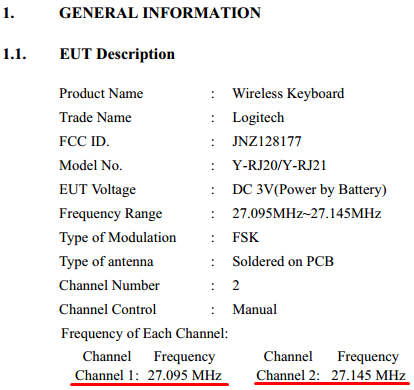 1. GENERAL INFORMATION
1.1. EUT Description
Product Name : Wireless Keyboard
Trade Name : Logitech
FCC ID. : JNZ128177
Model No. : Y-RJ20/Y-RJ21
EUT Voltage : DC 3V(Power by Battery)
Frequency Range : 27.095MHz~27.145MHz
Type of Modulation : FSK
Type of antenna : Soldered on PCB
Channel Number : 2
Channel Control : Manual
Frequency of Each Channel:
Channel Frequency Channel Frequency
Channel 1: 27.095 MHz Channel 2: 27.145 MHz